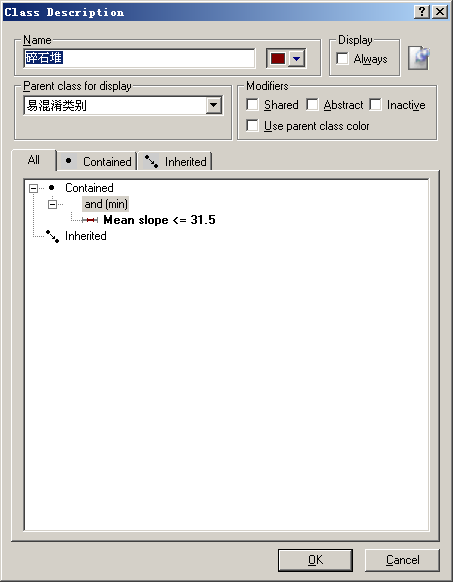 Class Description
Name
碎石堆
Display
Always
Parent class for display
易混淆类别
Modifiers
Shared
Abstract
Inactive
Use parent class color
All
Contained
Inherited
Contained
and (min)
Mean slope <= 31.5
Inherited
OK
Cancel